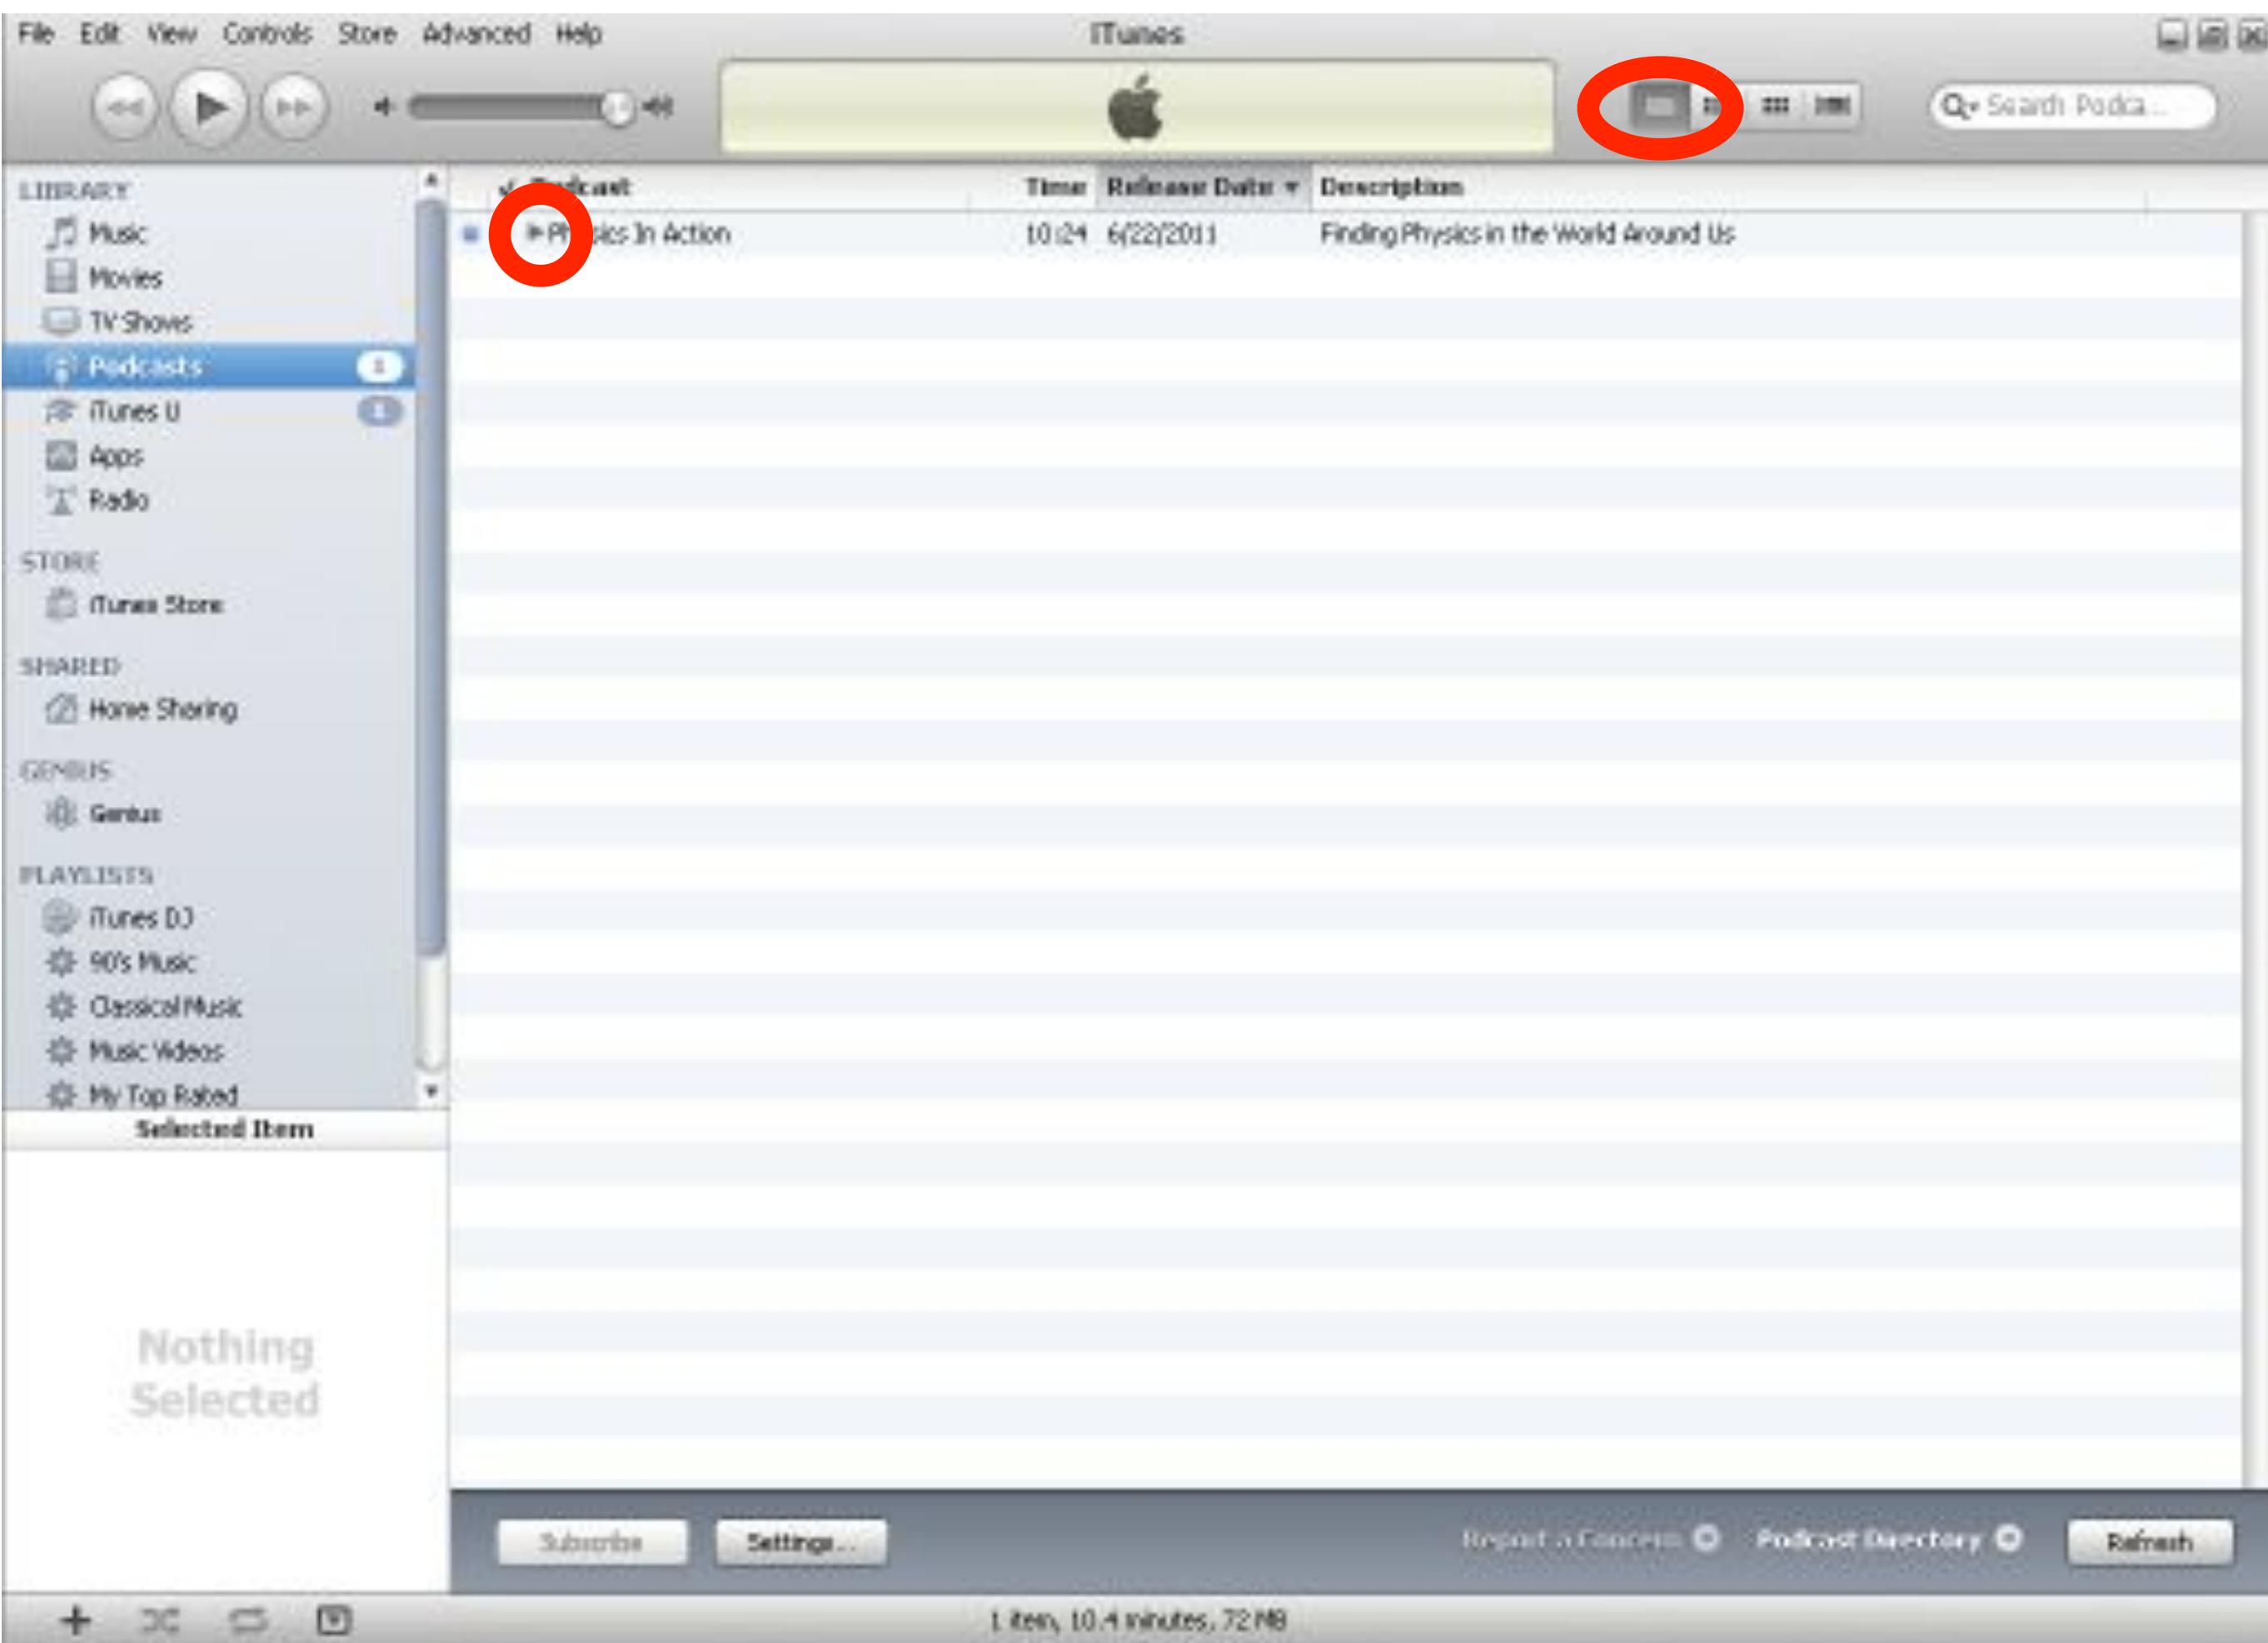 File Edit View Controls Store Advanced Help iTunes
Search Podca...
LIBRARY
Music
Movies
TV Shows
Podcasts 1
iTunes U 1
Apps
Radio
STORE
iTunes Store
SHARED
Home Sharing
GENIUS
Genius
PLAYLISTS
iTunes DJ
90's Music
Classical Music
Music Videos
My Top Rated
Selected Item
Nothing
Selected
Podcast Time Release Date Description
Physics In Action 10:24 6/22/2011 Finding Physics in the World Around Us
Subscribe Settings... Report a Concern Podcast Directory Refresh
1 item, 10.4 minutes, 72 MB